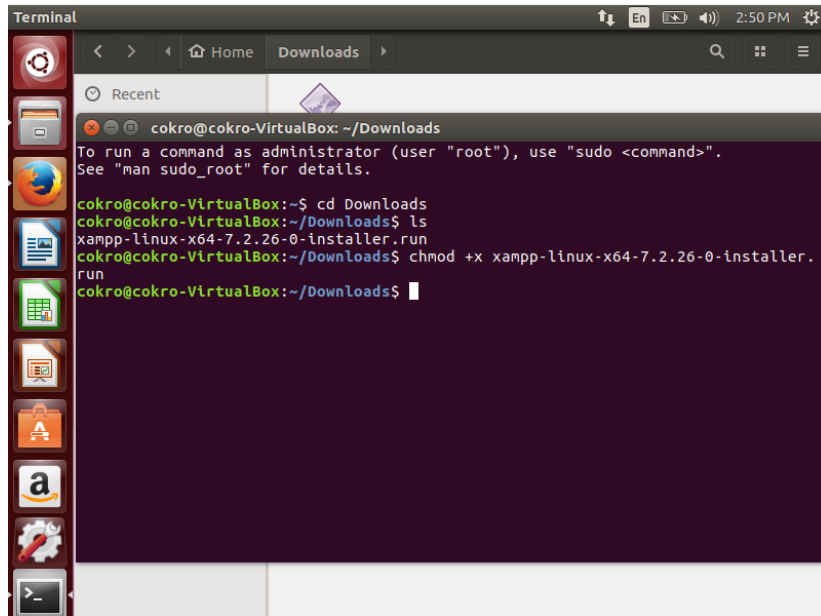 Terminal
En
2:50 PM
Home
Downloads
Recent
cokro@cokro-VirtualBox: ~/Downloads
To run a command as administrator (user "root"), use "sudo <command>".
See "man sudo_root" for details.
cokro@cokro-VirtualBox:~$ cd Downloads
cokro@cokro-VirtualBox:~/Downloads$ ls
xampp-linux-x64-7.2.26-0-installer.run
cokro@cokro-VirtualBox:~/Downloads$ chmod +x xampp-linux-x64-7.2.26-0-installer.
run
cokro@cokro-VirtualBox:~/Downloads$